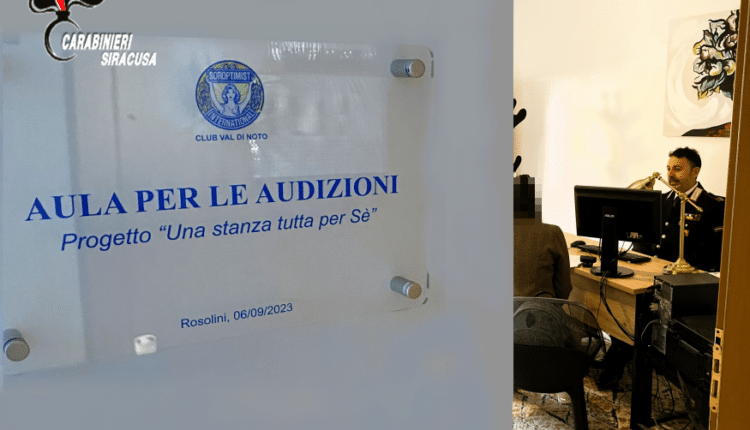 CARABINIERI
SIRACUSA
SOROPTIMIST
INTERNATIONAL
CLUB VAL DI NOTO
AULA PER LE AUDIZIONI
Progetto “Una stanza tutta per Sè”
Rosolini, 06/09/2023